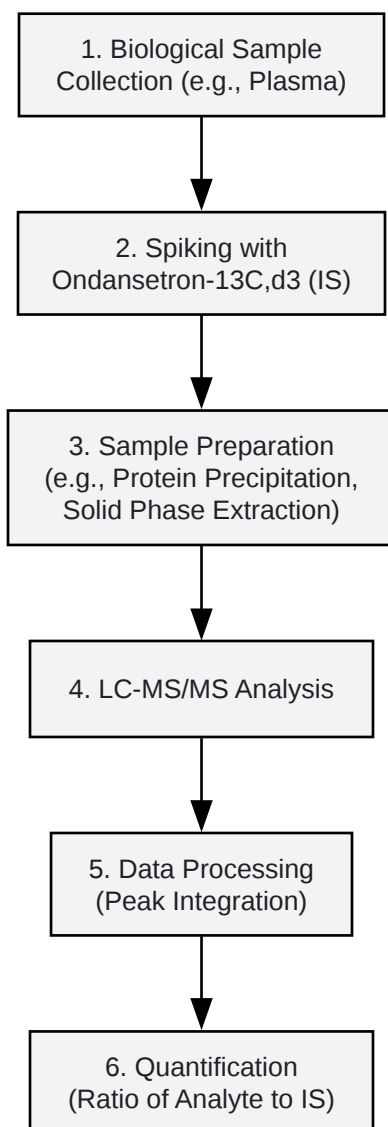 1. Biological Sample
Collection (e.g., Plasma)
2. Spiking with
Ondansetron-13C,d3 (IS)
3. Sample Preparation
(e.g., Protein Precipitation,
Solid Phase Extraction)
4. LC-MS/MS Analysis
5. Data Processing
(Peak Integration)
6. Quantification
(Ratio of Analyte to IS)